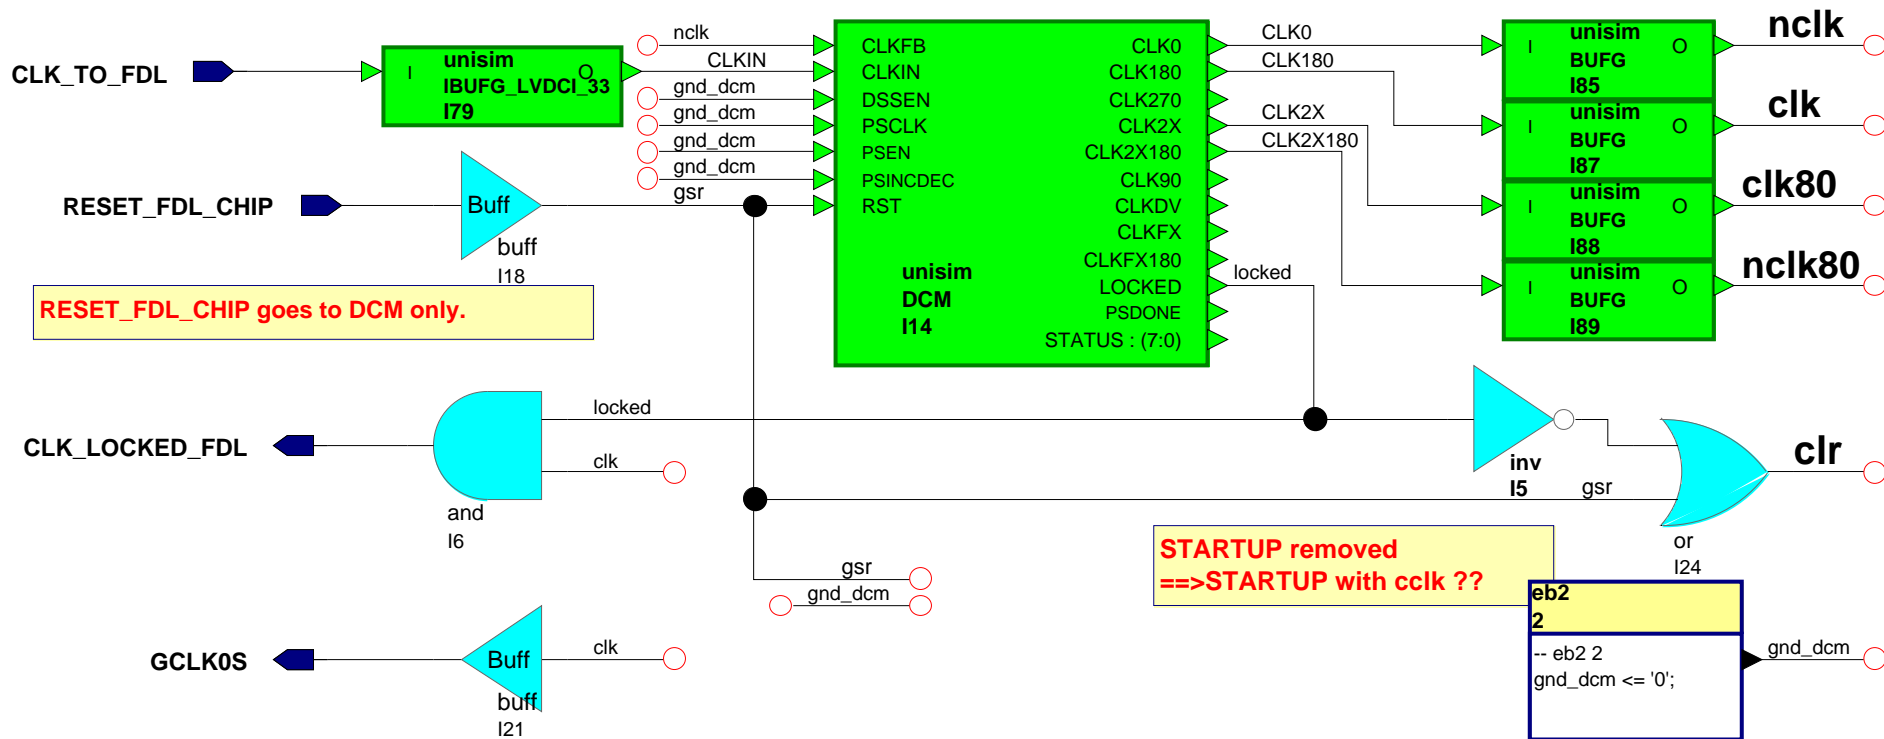 CLK_TO_FDL
I
unisim
O
IBUFG_LVDCI_33
I79
nclk
CLKIN
gnd_dcm
gnd_dcm
gnd_dcm
gnd_dcm
gsr
RESET_FDL_CHIP
Buff
buff
I18
RESET_FDL_CHIP goes to DCM only.
CLKFB
CLKIN
DSSEN
PSCLK
PSEN
PSINCDEC
RST
CLK0
CLK180
CLK270
CLK2X
CLK2X180
CLK90
CLKDV
CLKFX
CLKFX180
LOCKED
PSDONE
STATUS : (7:0)
unisim
DCM
I14
CLK0
CLK180
CLK2X
CLK2X180
locked
I
unisim
O
BUFG
I85
nclk
I
unisim
O
BUFG
I87
clk
I
unisim
O
BUFG
I88
clk80
I
unisim
O
BUFG
I89
nclk80
CLK_LOCKED_FDL
locked
clk
and
I6
inv
I5
gsr
or
I24
clr
gsr
gnd_dcm
STARTUP removed
==>STARTUP with cclk ??
GCLK0S
Buff
buff
I21
clk
eb2
2
-- eb2 2
gnd_dcm <= '0';
gnd_dcm